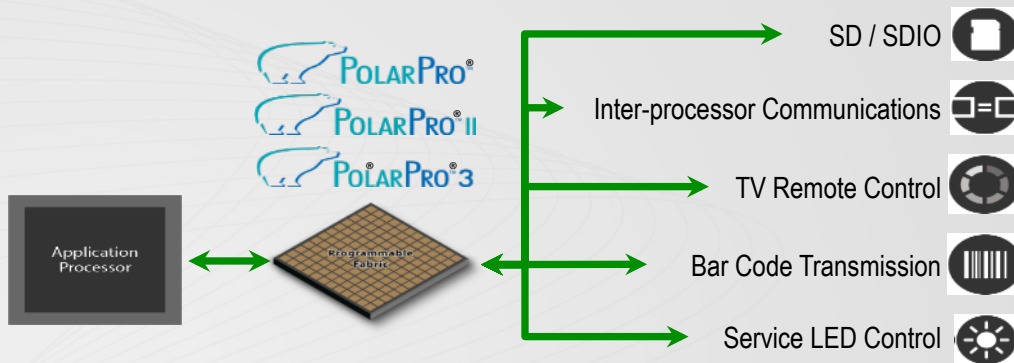 POLARPRO®
POLARPRO® II
POLARPRO® 3
Application
Processor
Programmable
Fabric
SD / SDIO
Inter-processor Communications
TV Remote Control
Bar Code Transmission
Service LED Control